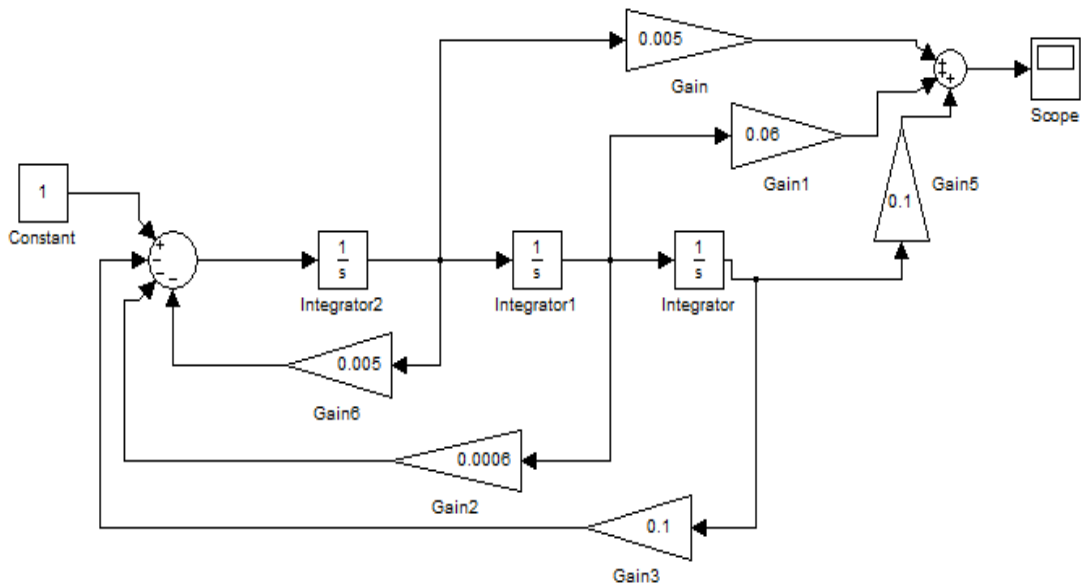 0.005
Gain
+
+
+
Scope
0.06
Gain1
0.1
Gain5
1
Constant
+
−
−
−
1
s
Integrator2
1
s
Integrator1
1
s
Integrator
0.005
Gain6
0.0006
Gain2
0.1
Gain3